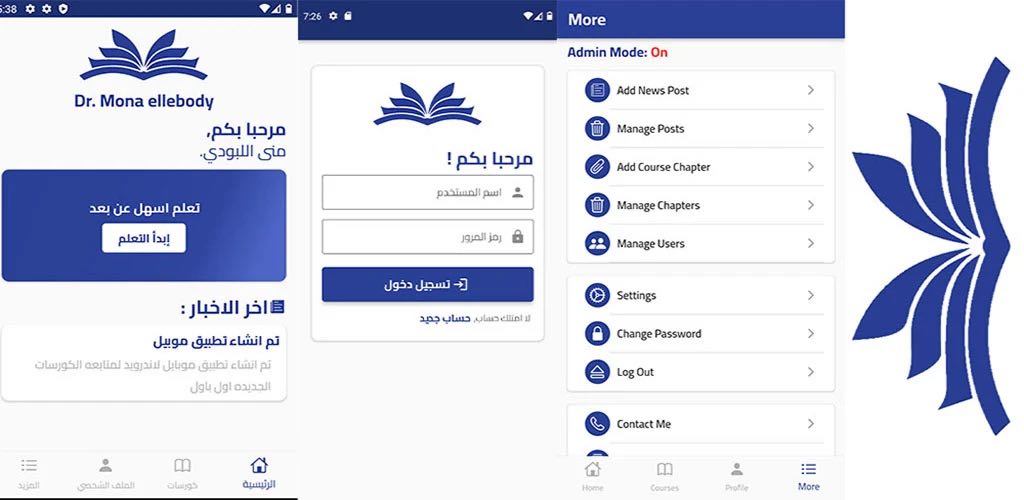 5:38
Dr. Mona ellebody
مرحبا بكم,
منى اللبودي.
تعلم اسهل عن بعد
إبدأ التعلم
اخر الاخبار :
تم انشاء تطبيق موبيل
تم انشاء تطبيق موبايل لاندرويد لمتابعه الكورسات
الجديده اول باول
الرئيسية
كورسات
الملف الشخصي
المزيد
7:26
مرحبا بكم !
اسم المستخدم
رمز المرور
تسجيل دخول
لا امتلك حساب, حساب جديد
More
Admin Mode: On
Add News Post
Manage Posts
Add Course Chapter
Manage Chapters
Manage Users
Settings
Change Password
Log Out
Contact Me
Home
Courses
Profile
More